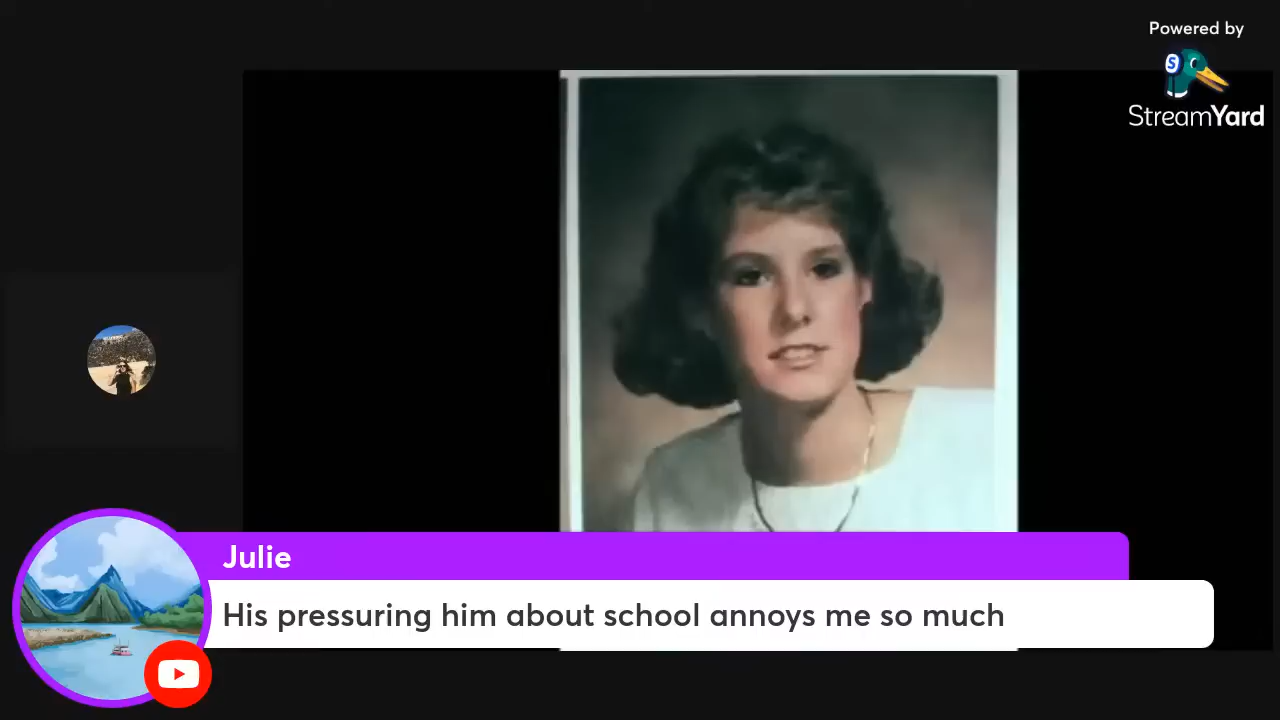 Powered by
StreamYard
Julie
His pressuring him about school annoys me so much